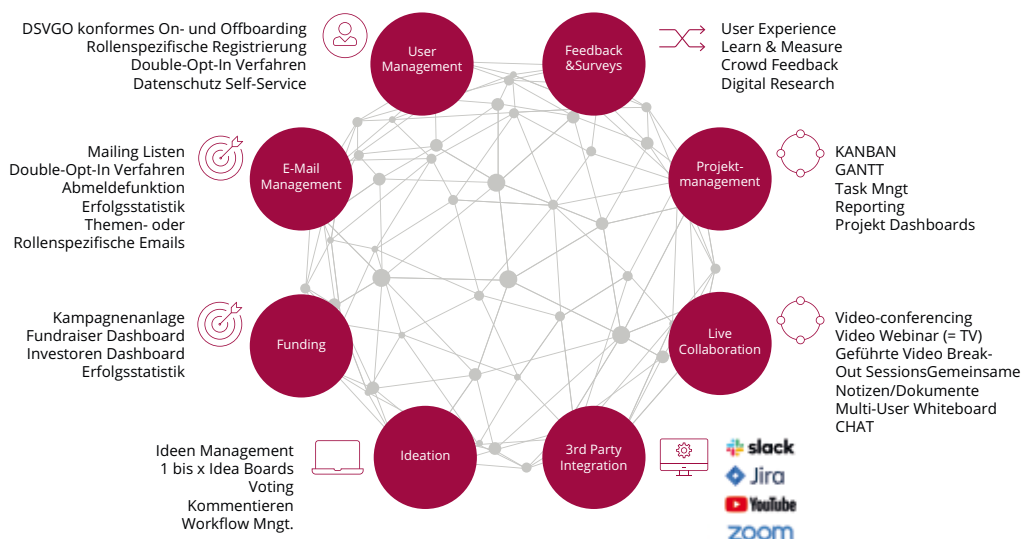 DSVGO konformes On- und Offboarding
Rollenspezifische Registrierung
Double-Opt-In Verfahren
Datenschutz Self-Service
User
Management
Feedback
&Surveys
User Experience
Learn & Measure
Crowd Feedback
Digital Research
Mailing Listen
Double-Opt-In Verfahren
Abmeldefunktion
Erfolgsstatistik
Themen- oder
Rollenspezifische Emails
E-Mail
Management
Projekt-
management
KANBAN
GANTT
Task Mngt
Reporting
Projekt Dashboards
Kampagnenanlage
Fundraiser Dashboard
Investoren Dashboard
Erfolgsstatistik
Funding
Live
Collaboration
Video-conferencing
Video Webinar (= TV)
Geführte Video Break-
Out SessionsGemeinsame
Notizen/Dokumente
Multi-User Whiteboard
CHAT
Ideen Management
1 bis x Idea Boards
Voting
Kommentieren
Workflow Mngt.
Ideation
3rd Party
Integration
slack
Jira
YouTube
zoom